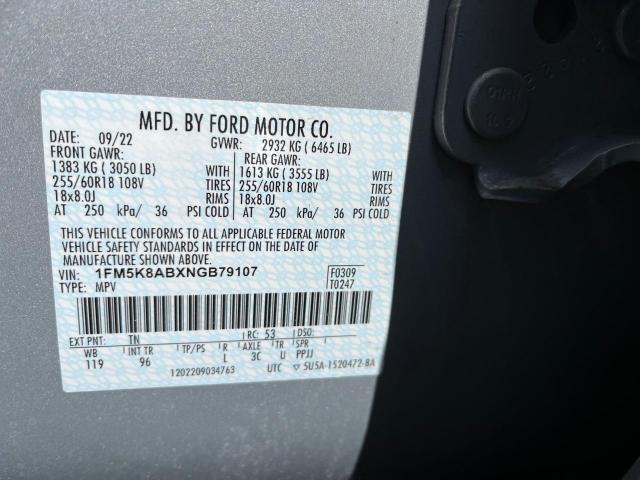 MFD. BY FORD MOTOR CO.
DATE: 09/22 GVWR: 2932 KG ( 6465 LB)
FRONT GAWR: REAR GAWR:
1383 KG ( 3050 LB) WITH 1613 KG ( 3555 LB) WITH
255/60R18 108V TIRES 255/60R18 108V TIRES
18x8.0J RIMS 18x8.0J RIMS
AT 250 kPa/ 36 PSI COLD AT 250 kPa/ 36 PSI COLD
THIS VEHICLE CONFORMS TO ALL APPLICABLE FEDERAL MOTOR
VEHICLE SAFETY STANDARDS IN EFFECT ON THE DATE OF
MANUFACTURE SHOWN ABOVE.
VIN: 1FM5K8ABXNGB79107 F0309
TYPE: MPV T0247
EXT PNT: TN RC: 53 DSO:
WB INT TR TP/PS R AXLE TR SPR
119 96 L 3C U PPJJ
1202209034763 UTC 5U5A-1520472-BA